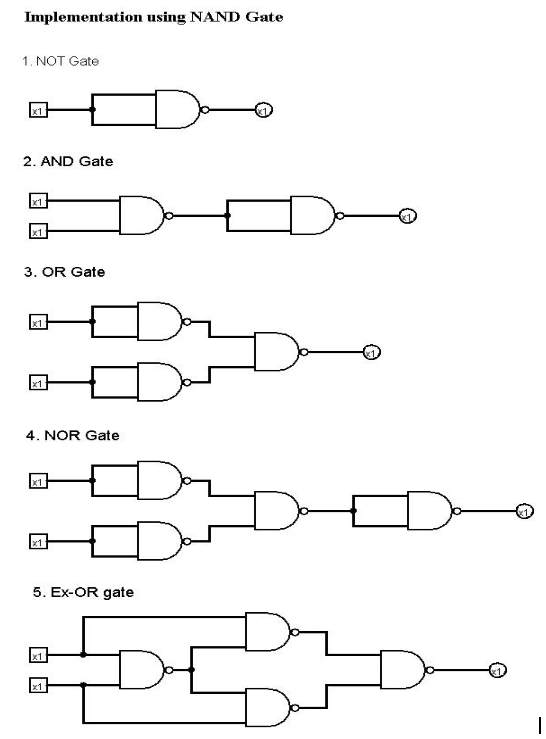 Implementation using NAND Gate
1. NOT Gate
x1 x1
2. AND Gate
x1
x1 x1
3. OR Gate
x1
x1
x1
4. NOR Gate
x1
x1
x1
5. Ex-OR gate
x1
x1
x1